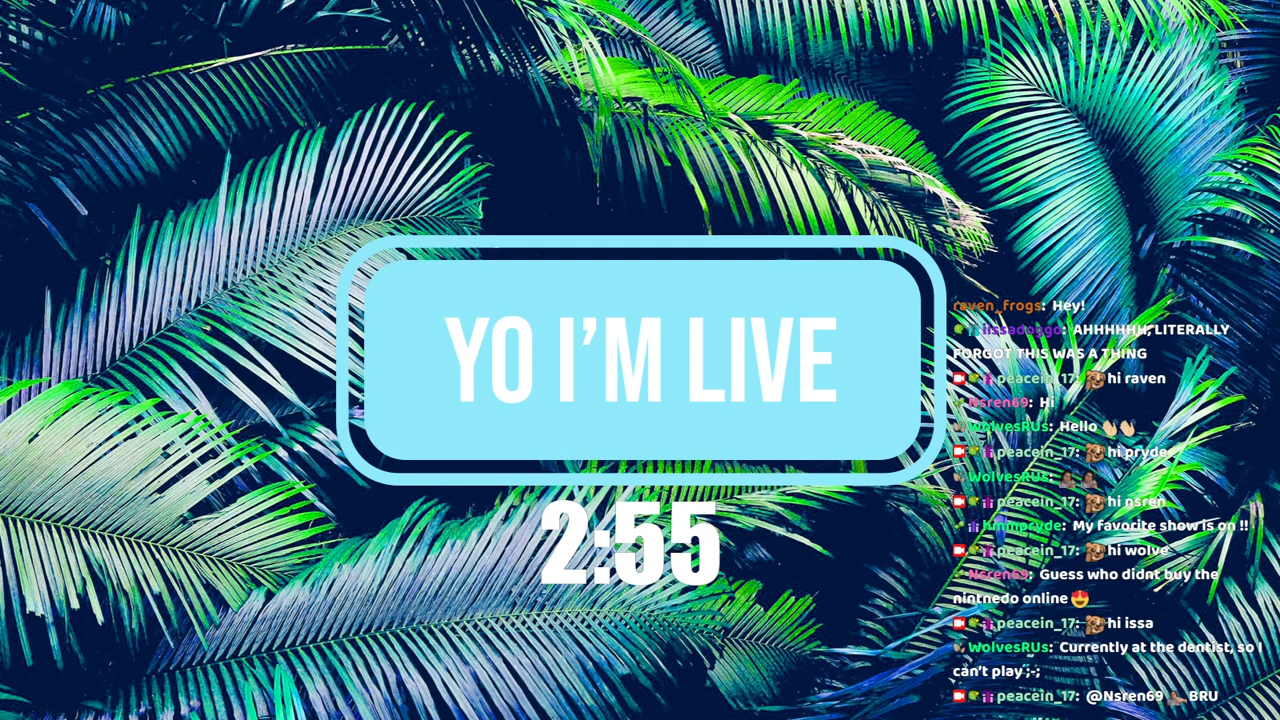 YO I’M LIVE
2:55
raven_frogs: Hey!
iissadoggo: AHHHHHH, LITERALLY
FORGOT THIS WAS A THING
peacein_17: hi raven
Nsren69: Hi
WolvesRUs: Hello 👏👏
peacein_17: hi pryde
WolvesRUs:
peacein_17: hi nsren
hmmpryde: My favorite show is on !!
peacein_17: hi wolve
Nsren69: Guess who didnt buy the
nintnedo online 😍
peacein_17: hi issa
WolvesRUs: Currently at the dentist, so I
can't play ;-;
peacein_17: @Nsren69 BRU